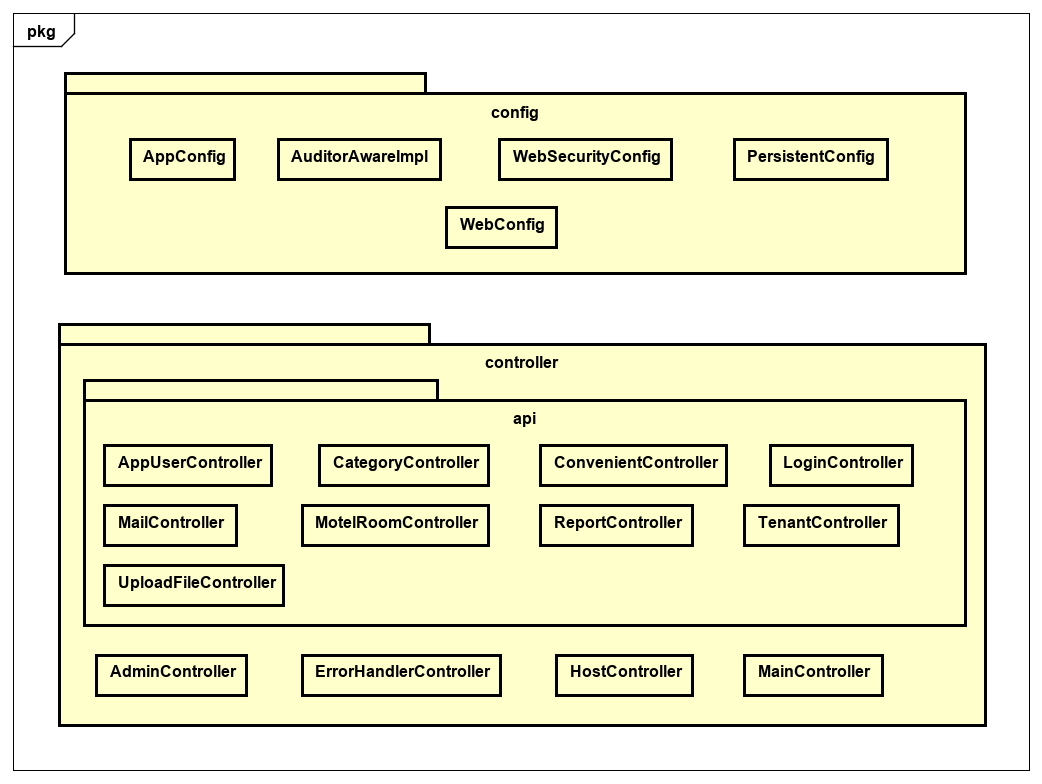 pkg
config
AppConfig AuditorAwareImpl WebSecurityConfig PersistentConfig
WebConfig
controller
api
AppUserController CategoryController ConvenientController LoginController
MailController MotelRoomController ReportController TenantController
UploadFileController
AdminController ErrorHandlerController HostController MainController